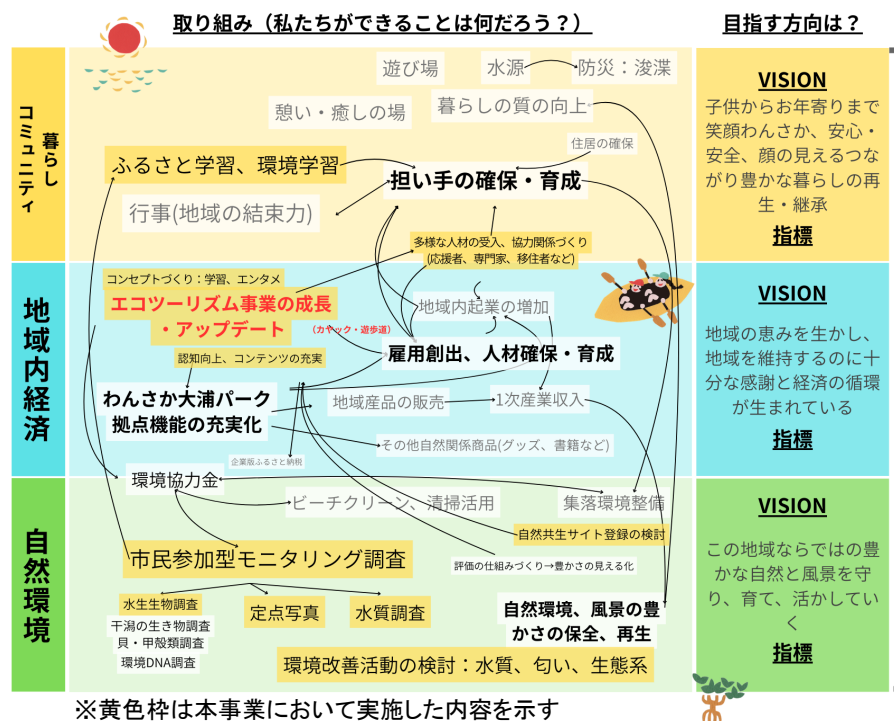 取り組み（私たちができることは何だろう？）
目指す方向は？
暮らし
コミュニティ
遊び場
水源
防災：浚渫
憩い・癒しの場
暮らしの質の向上
住居の確保
ふるさと学習、環境学習
担い手の確保・育成
行事(地域の結束力)
多様な人材の受入、協力関係づくり
(応援者、専門家、移住者など)
VISION
子供からお年寄りまで
笑顔わんさか、安心・
安全、顔の見えるつな
がり豊かな暮らしの再
生・継承
指標
地域内経済
コンセプトづくり：学習、エンタメ
エコツーリズム事業の成長
・アップデート
（カヤック・遊歩道）
地域内起業の増加
認知向上、コンテンツの充実
雇用創出、人材確保・育成
わんさか大浦パーク
拠点機能の充実化
地域産品の販売
1次産業収入
その他自然関係商品(グッズ、書籍など)
企業版ふるさと納税
VISION
地域の恵みを生かし、
地域を維持するのに十
分な感謝と経済の循環
が生まれている
指標
自然環境
環境協力金
ビーチクリーン、清掃活用
集落環境整備
自然共生サイト登録の検討
市民参加型モニタリング調査
評価の仕組みづくり→豊かさの見える化
水生生物調査
定点写真
水質調査
干潟の生き物調査
貝・甲殻類調査
環境DNA調査
自然環境、風景の豊
かさの保全、再生
環境改善活動の検討：水質、匂い、生態系
VISION
この地域ならではの豊
かな自然と風景を守
り、育て、活かしてい
く
指標
※黄色枠は本事業において実施した内容を示す